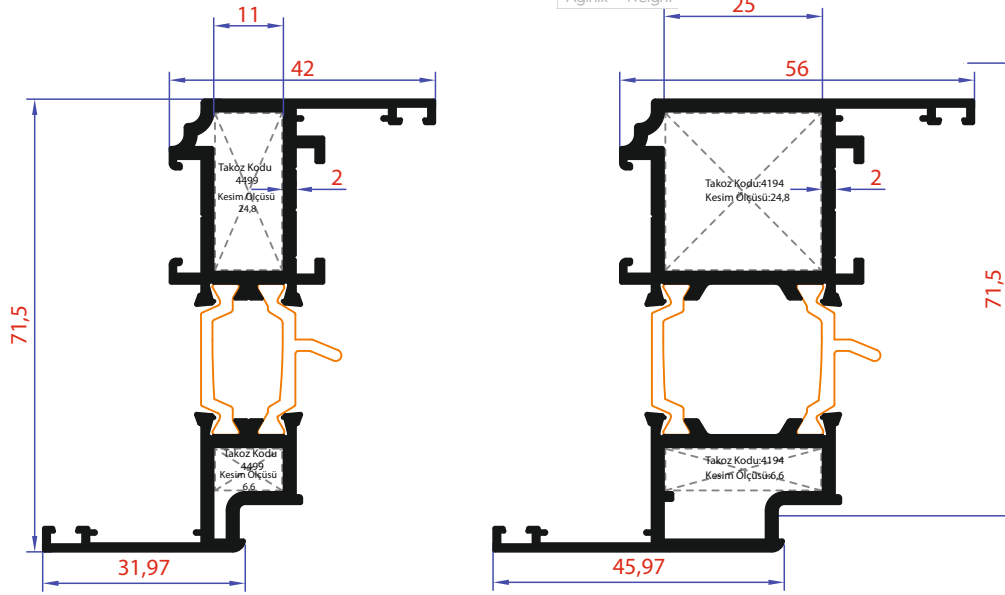 Ağırlık Weight
11
25
42
56
Takoz Kodu
4499
Kesim Ölçüsü
24,8
2
Takoz Kodu:4194
Kesim Ölçüsü:24,8
2
71,5
71,5
Takoz Kodu
4499
Kesim Ölçüsü
6,6
Takoz Kodu:4194
Kesim Ölçüsü:6,6
31,97
45,97